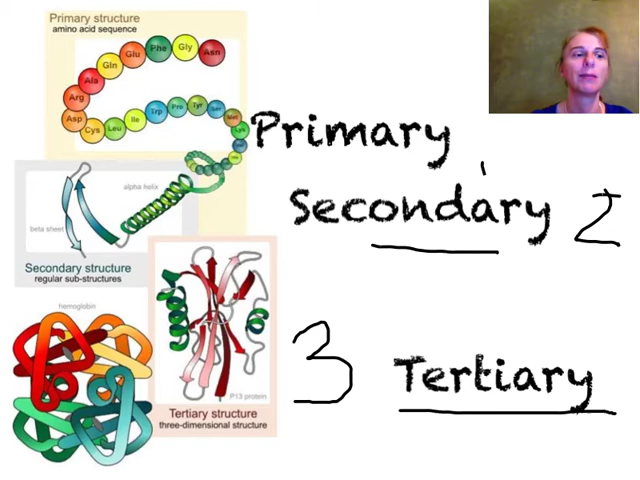 Primary structure
amino acid sequence
Asn
Gly
Phe
Glu
Gln
Ala
Arg
Asp
Cys
Leu
Ile
Trp
Pro
Tyr
Ser
Met
Lys
Primary
Secondary 2
alpha helix
beta sheet
Secondary structure
regular sub-structures
hemoglobin
P13 protein
Tertiary structure
three-dimensional structure
3 Tertiary